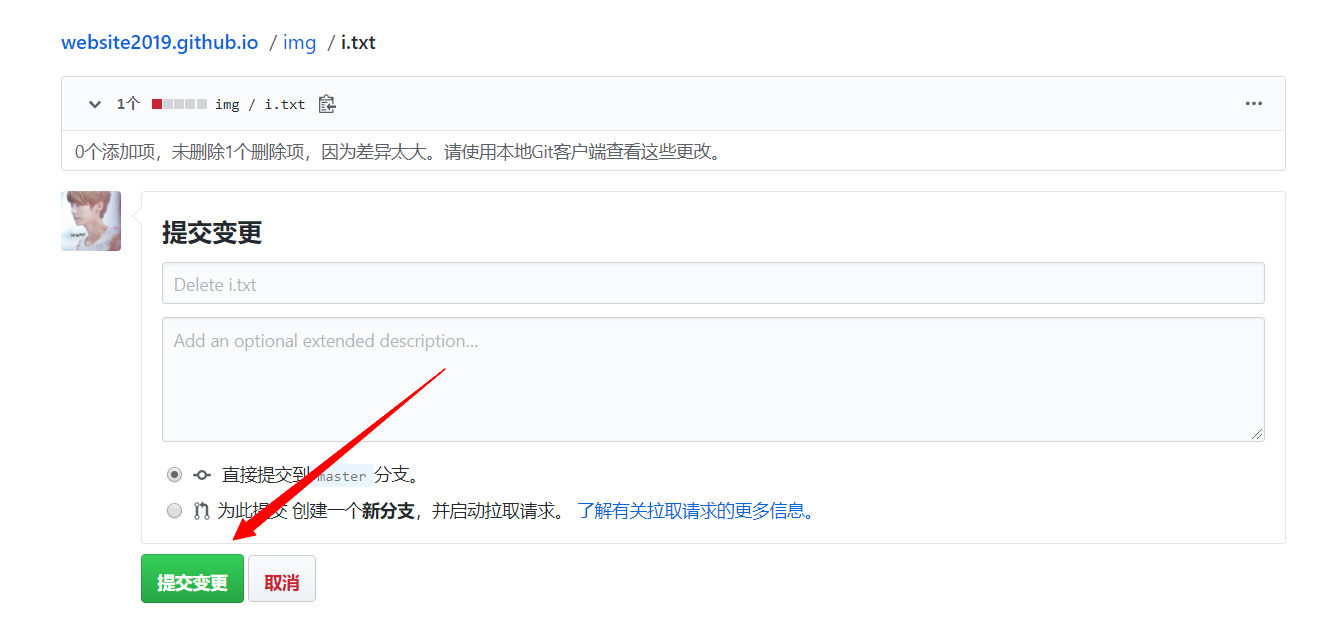 website2019.github.io / img / i.txt
1个 img / i.txt
0个添加项，未删除1个删除项，因为差异太大。请使用本地Git客户端查看这些更改。
提交变更
Delete i.txt
Add an optional extended description...
直接提交到 master 分支。
为此提交 创建一个新分支，并启动拉取请求。 了解有关拉取请求的更多信息。
提交变更 取消